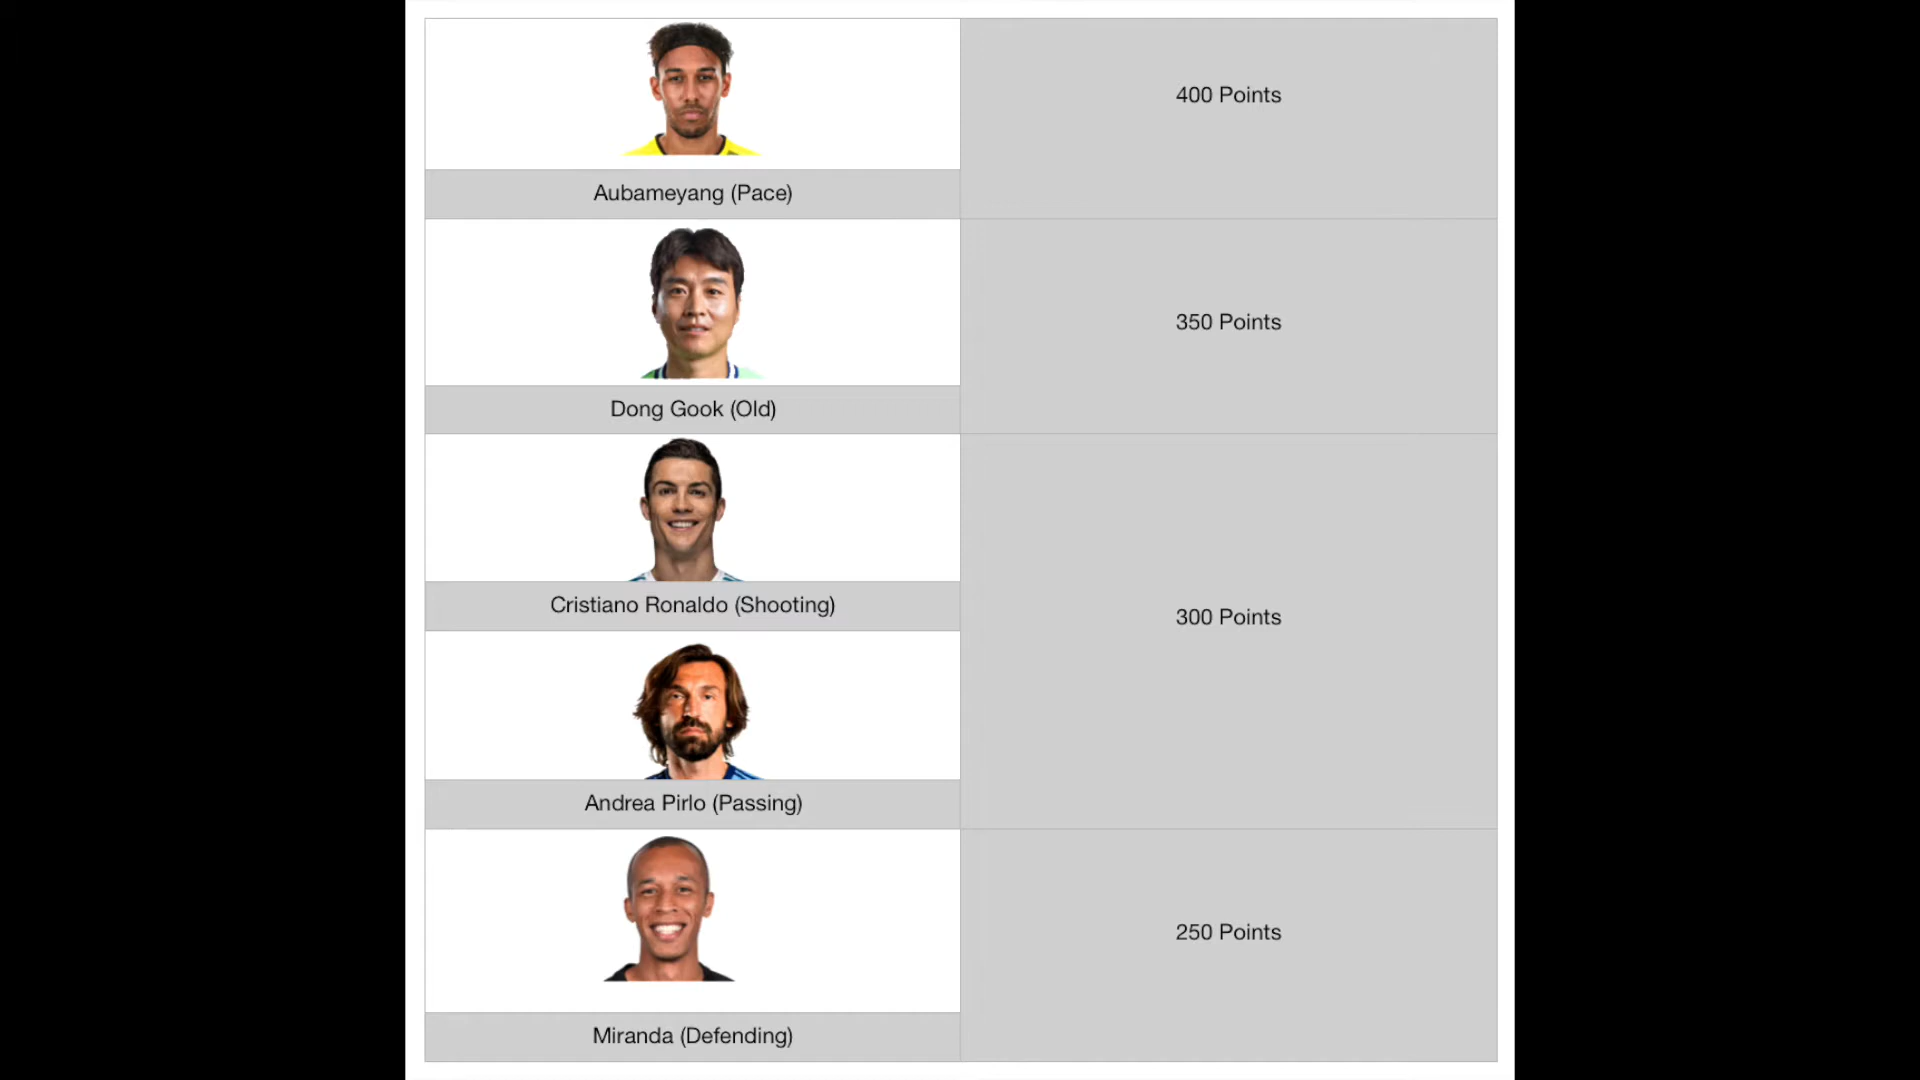 400 Points
Aubameyang (Pace)
350 Points
Dong Gook (Old)
Cristiano Ronaldo (Shooting)
300 Points
Andrea Pirlo (Passing)
250 Points
Miranda (Defending)